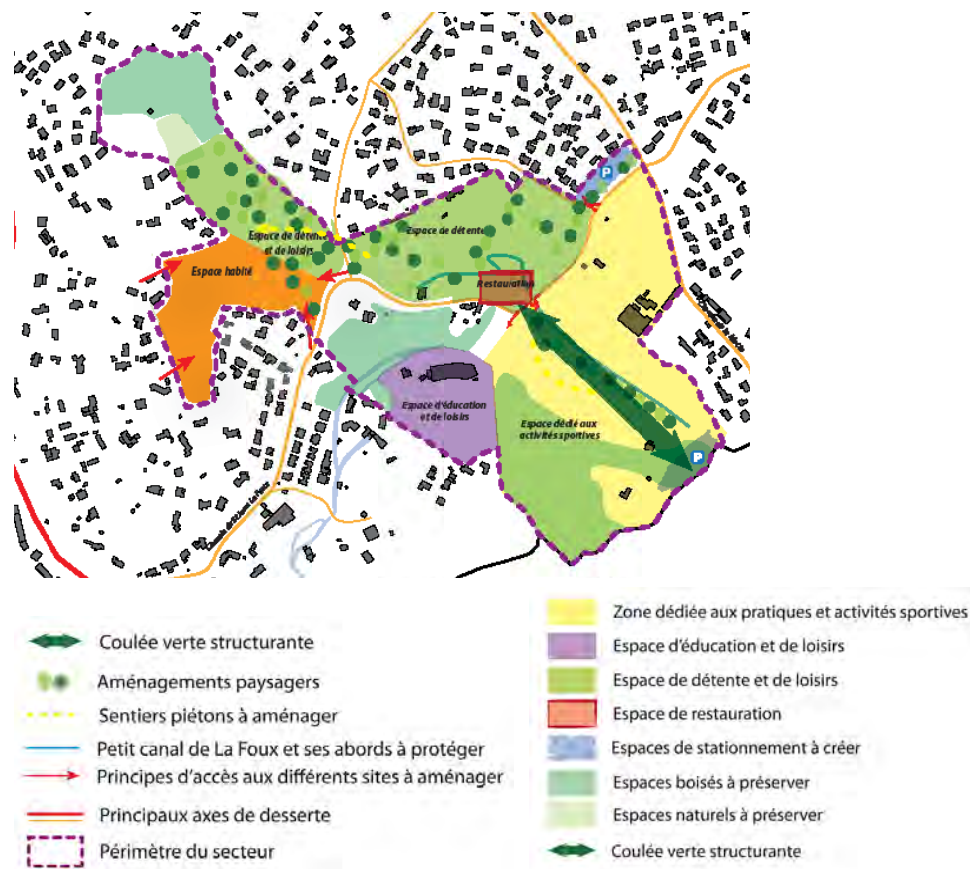 P
Espace de détente
et de loisirs
Espace de détente
Espace habité
Restauration
Espace d'éducation
et de loisirs
Espace dédié aux
activités sportives
P
Coulée verte structurante
Aménagements paysagers
Sentiers piétons à aménager
Petit canal de La Foux et ses abords à protéger
Principes d'accès aux différents sites à aménager
Principaux axes de desserte
Périmètre du secteur
Zone dédiée aux pratiques et activités sportives
Espace d'éducation et de loisirs
Espace de détente et de loisirs
Espace de restauration
Espaces de stationnement à créer
Espaces boisés à préserver
Espaces naturels à préserver
Coulée verte structurante